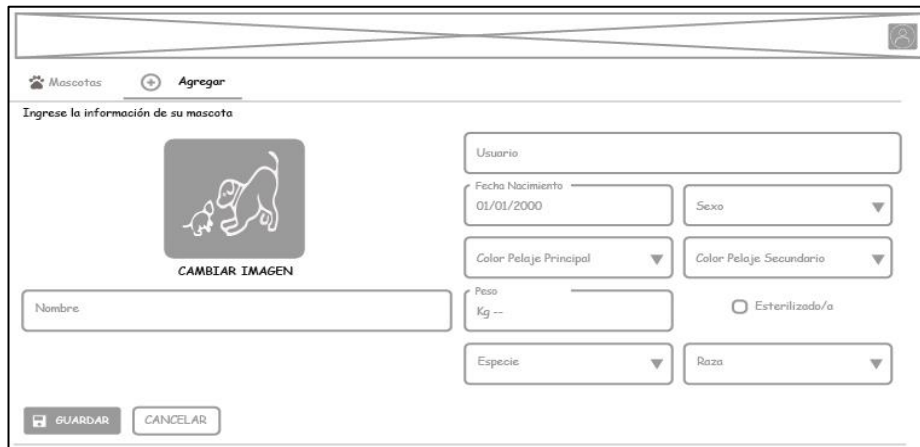 Mascotas
Agregar
Ingrese la información de su mascota
CAMBIAR IMAGEN
Nombre
Usuario
Fecha Nacimiento
01/01/2000
Sexo
Color Pelaje Principal
Color Pelaje Secundario
Peso
Kg --
Esterilizado/a
Especie
Raza
GUARDAR
CANCELAR